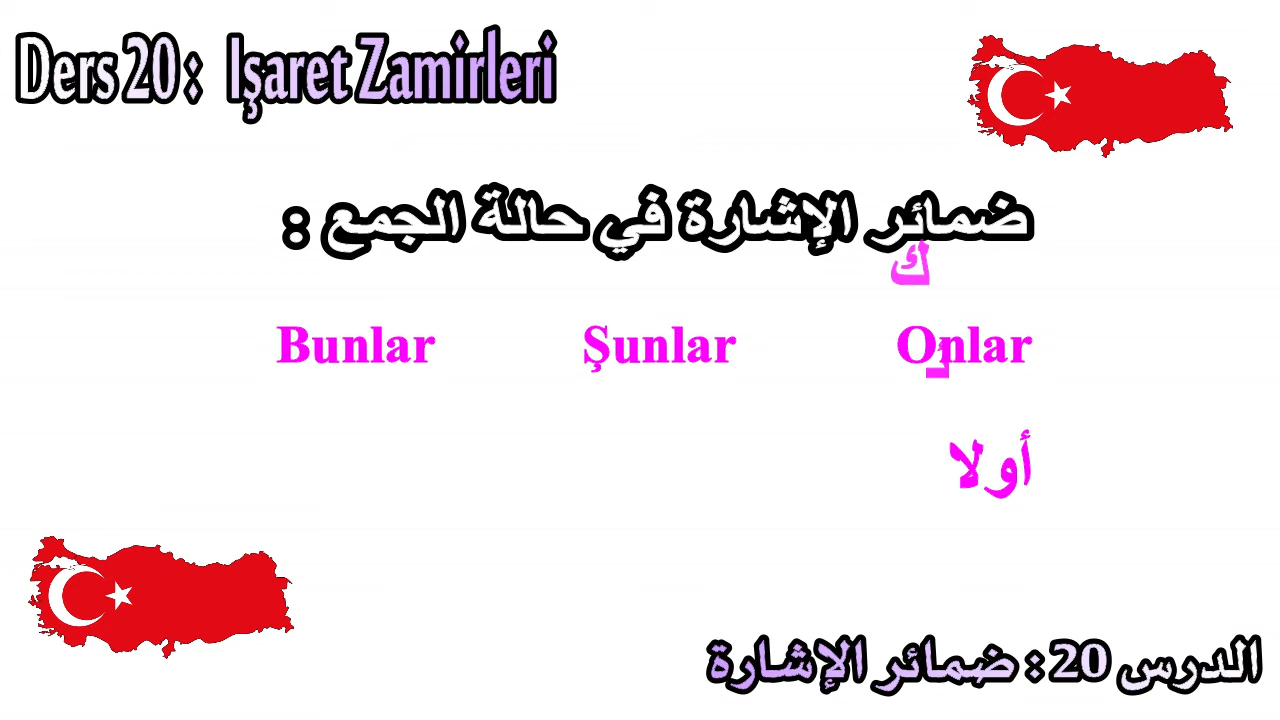 Ders 20 : Işaret Zamirleri
ضمائر الإشارة في حالة الجمع :
Bunlar Şunlar Onlar
أولا
ك
الدرس 20 : ضمائر الإشارة